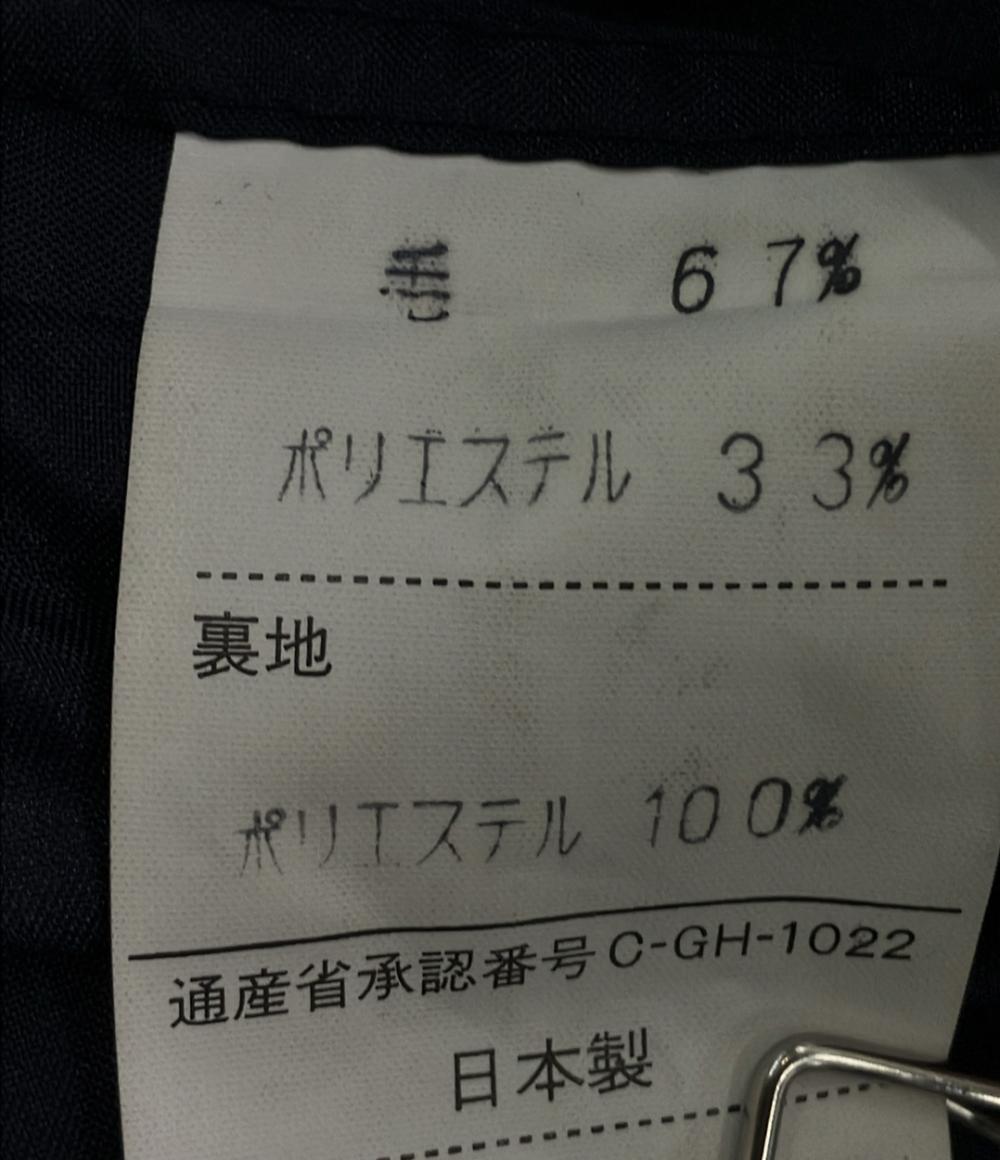 毛 67%
ポリエステル 33%
裏地
ポリエステル 100%
通産省承認番号C-GH-1022
日本製